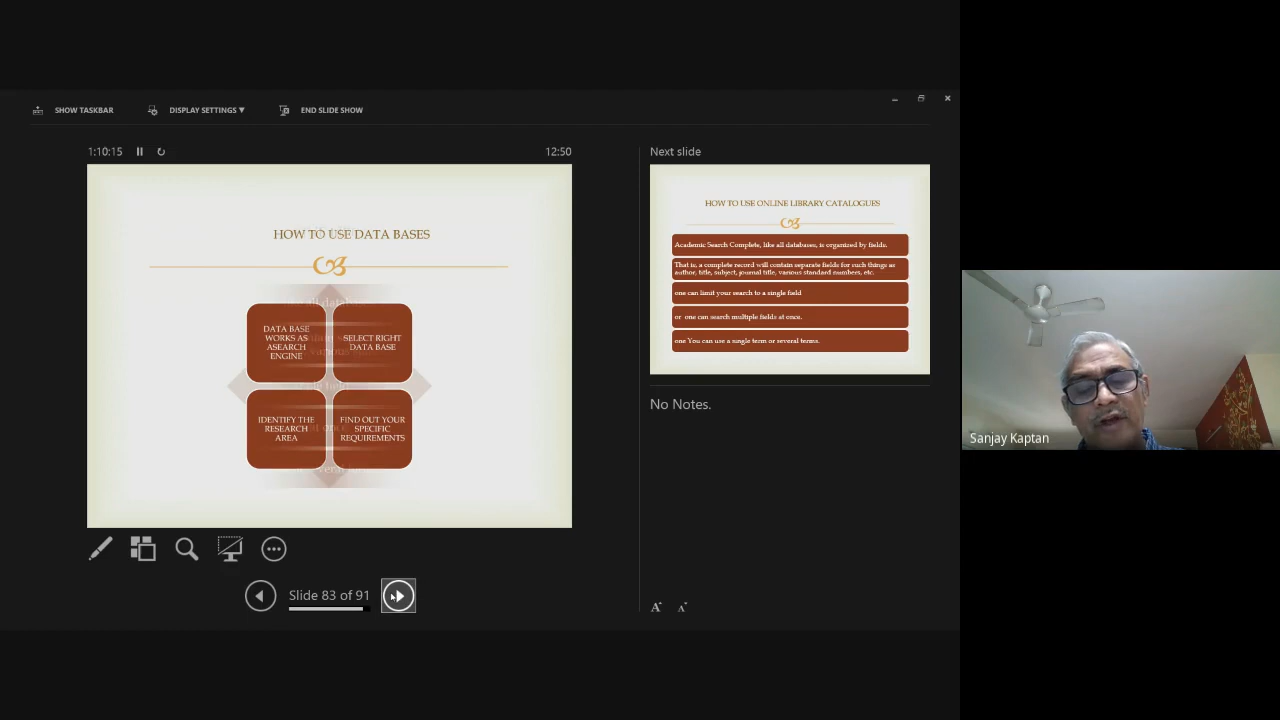 SHOW TASKBAR
DISPLAY SETTINGS ▼
END SLIDE SHOW
1:10:15
12:50
HOW TO USE DATA BASES
DATA BASE
WORKS AS
ASEARCH
ENGINE
SELECT RIGHT
DATA BASE
IDENTIFY THE
RESEARCH
AREA
FIND OUT YOUR
SPECIFIC
REQUIREMENTS
Slide 83 of 91
Next slide
HOW TO USE ONLINE LIBRARY CATALOGUES
Academic Search Complete, like all databases, is organized by fields.
That is, a complete record will contain separate fields for such things as
author, title, subject, journal title, various standard numbers, etc.
one can limit your search to a single field
or one can search multiple fields at once.
one You can use a single term or several terms.
No Notes.
A A
Sanjay Kaptan